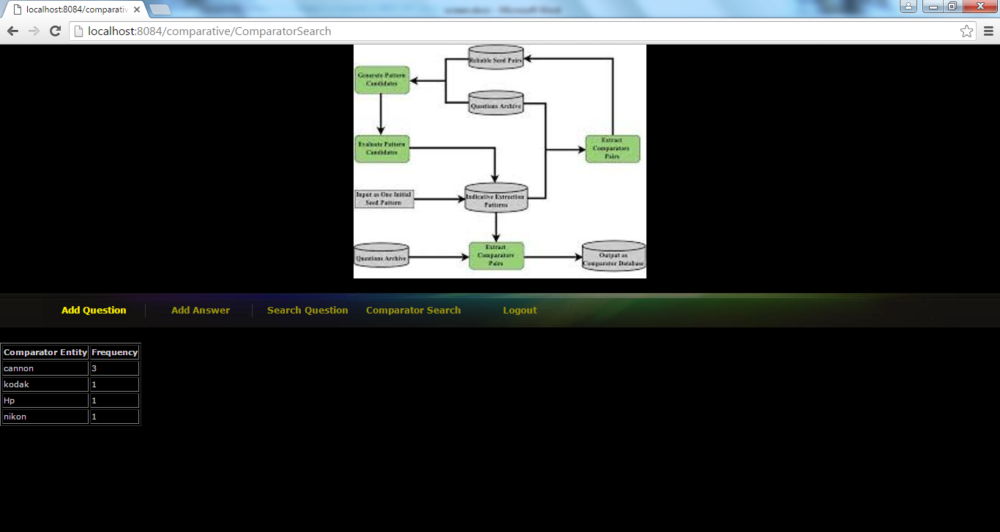 localhost:8084/comparativ
localhost:8084/comparative/ComparatorSearch
Reliable Seed Pairs
Generate Pattern
Candidates
Questions Archive
Evaluate Pattern
Candidates
Extract
Comparators
Pairs
Input as One Initial
Seed Pattern
Indicative Extraction
Patterns
Questions Archive
Extract
Comparators
Pairs
Output as
Comparator Database
Add Question
Add Answer
Search Question
Comparator Search
Logout
Comparator Entity Frequency
cannon 3
kodak 1
Hp 1
nikon 1